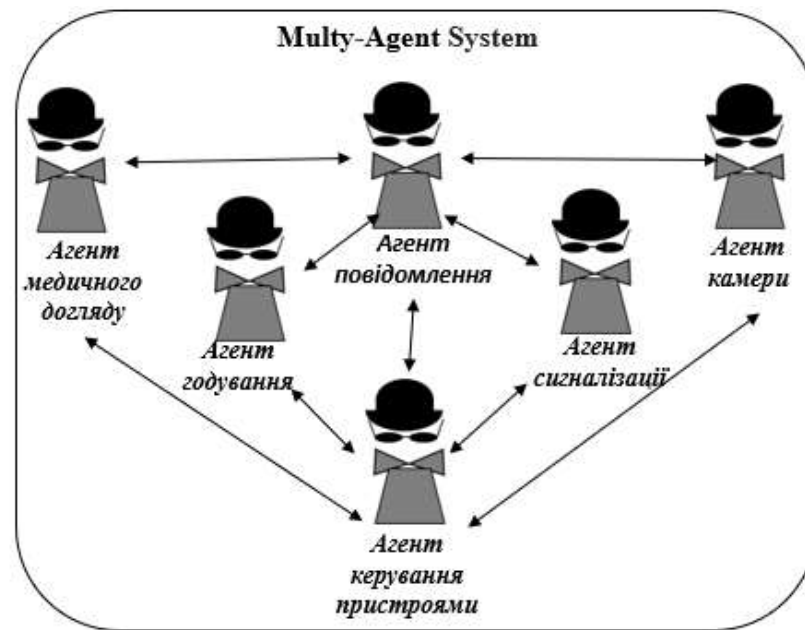 Multy-Agent System
Агент
медичного
догляду
Агент
повідомлення
Агент
камери
Агент
годування
Агент
сигналізації
Агент
керування
пристроями